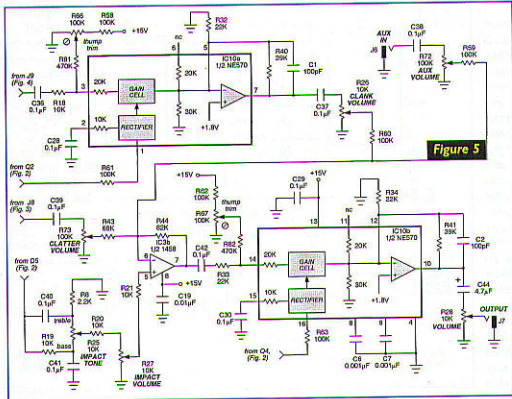 R66
100K
R58
100K
+15V
thump
trim
R81
470K
from J9
(Fig. 4)
C36
0.1µF
R18
10K
3
20K
GAIN
CELL
10K
RECTIFIER
2
C28
0.1µF
1
from Q2
(Fig. 2)
R61
100K
R32
22K
nc
6
5
20K
30K
+1.8V
IC10a
1/2 NE570
7
C1
100pF
C37
0.1µF
R26
10K
CLANK
VOLUME
R60
100K
AUX
IN
J6
C38
0.1µF
R72
100K
AUX
VOLUME
R59
100K
Figure 5
from J8
(Fig. 3)
C39
0.1µF
R73
100K
CLATTER
VOLUME
R43
R44
6
5
7
8
IC3b
1/2 1458
+15V
C19
0.01µF
R21
10K
from D5
(Fig. 2)
C40
0.1µF
R8
2.2K
treble
R20
10K
R19
10K
bass
R25
10K
IMPACT
TONE
C41
0.1µF
R27
10K
IMPACT VOLUME
+15V
R62
100K
R67
100K
thump
trim
R82
470K
C42
0.1µF
R33
22K
14
C29
0.1µF
+15V
13
nc
11
12
R34
22K
IC10b
1/2 NE570
20K
GAIN
CELL
20K
10K
RECTIFIER
30K
+1.8V
15
C30
0.1µF
16
R63
100K
from Q4,
(Fig. 2)
8
9
4
C6
0.001µF
C7
0.001µF
10
R41
C2
100pF
C44
4.7µF
R28
10K
VOLUME
OUTPUT